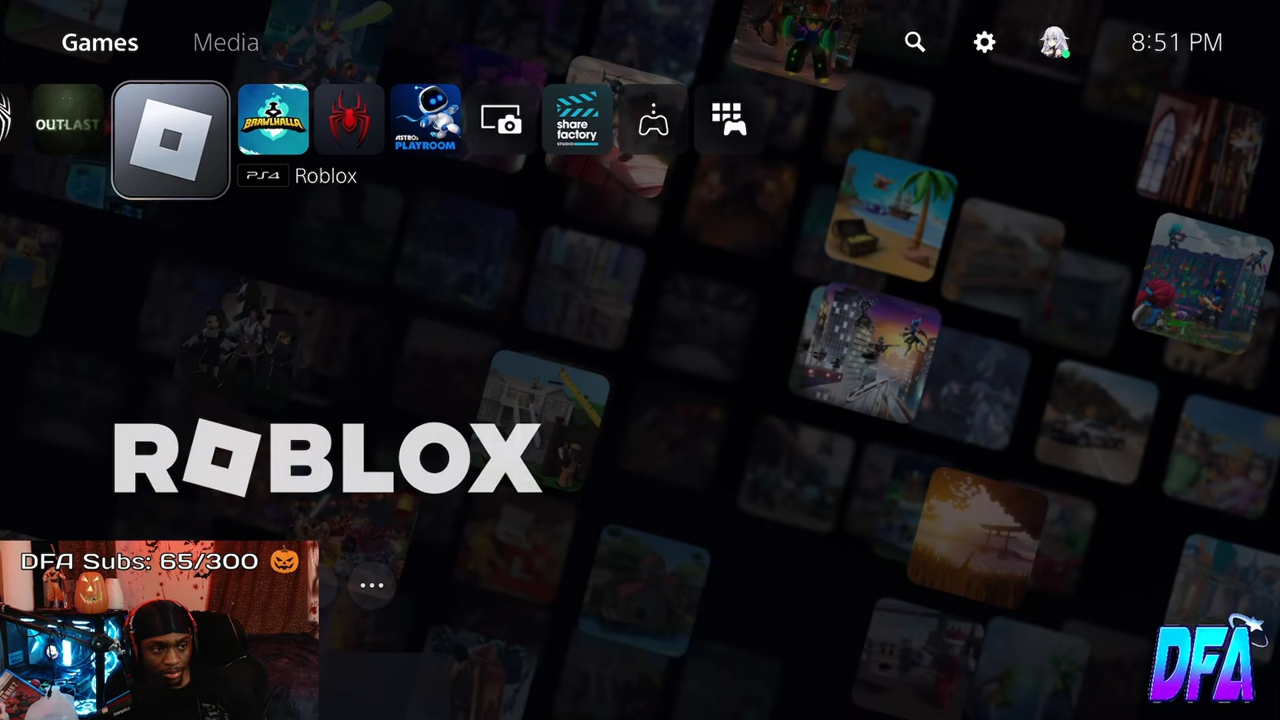 Games
Media
8:51 PM
OUTLAST
BRAWLHALLA
ASTRO's
PLAYROOM
share
factory
STUDIO
PS4
Roblox
ROBLOX
DFA Subs: 65/300 🎃
DFA